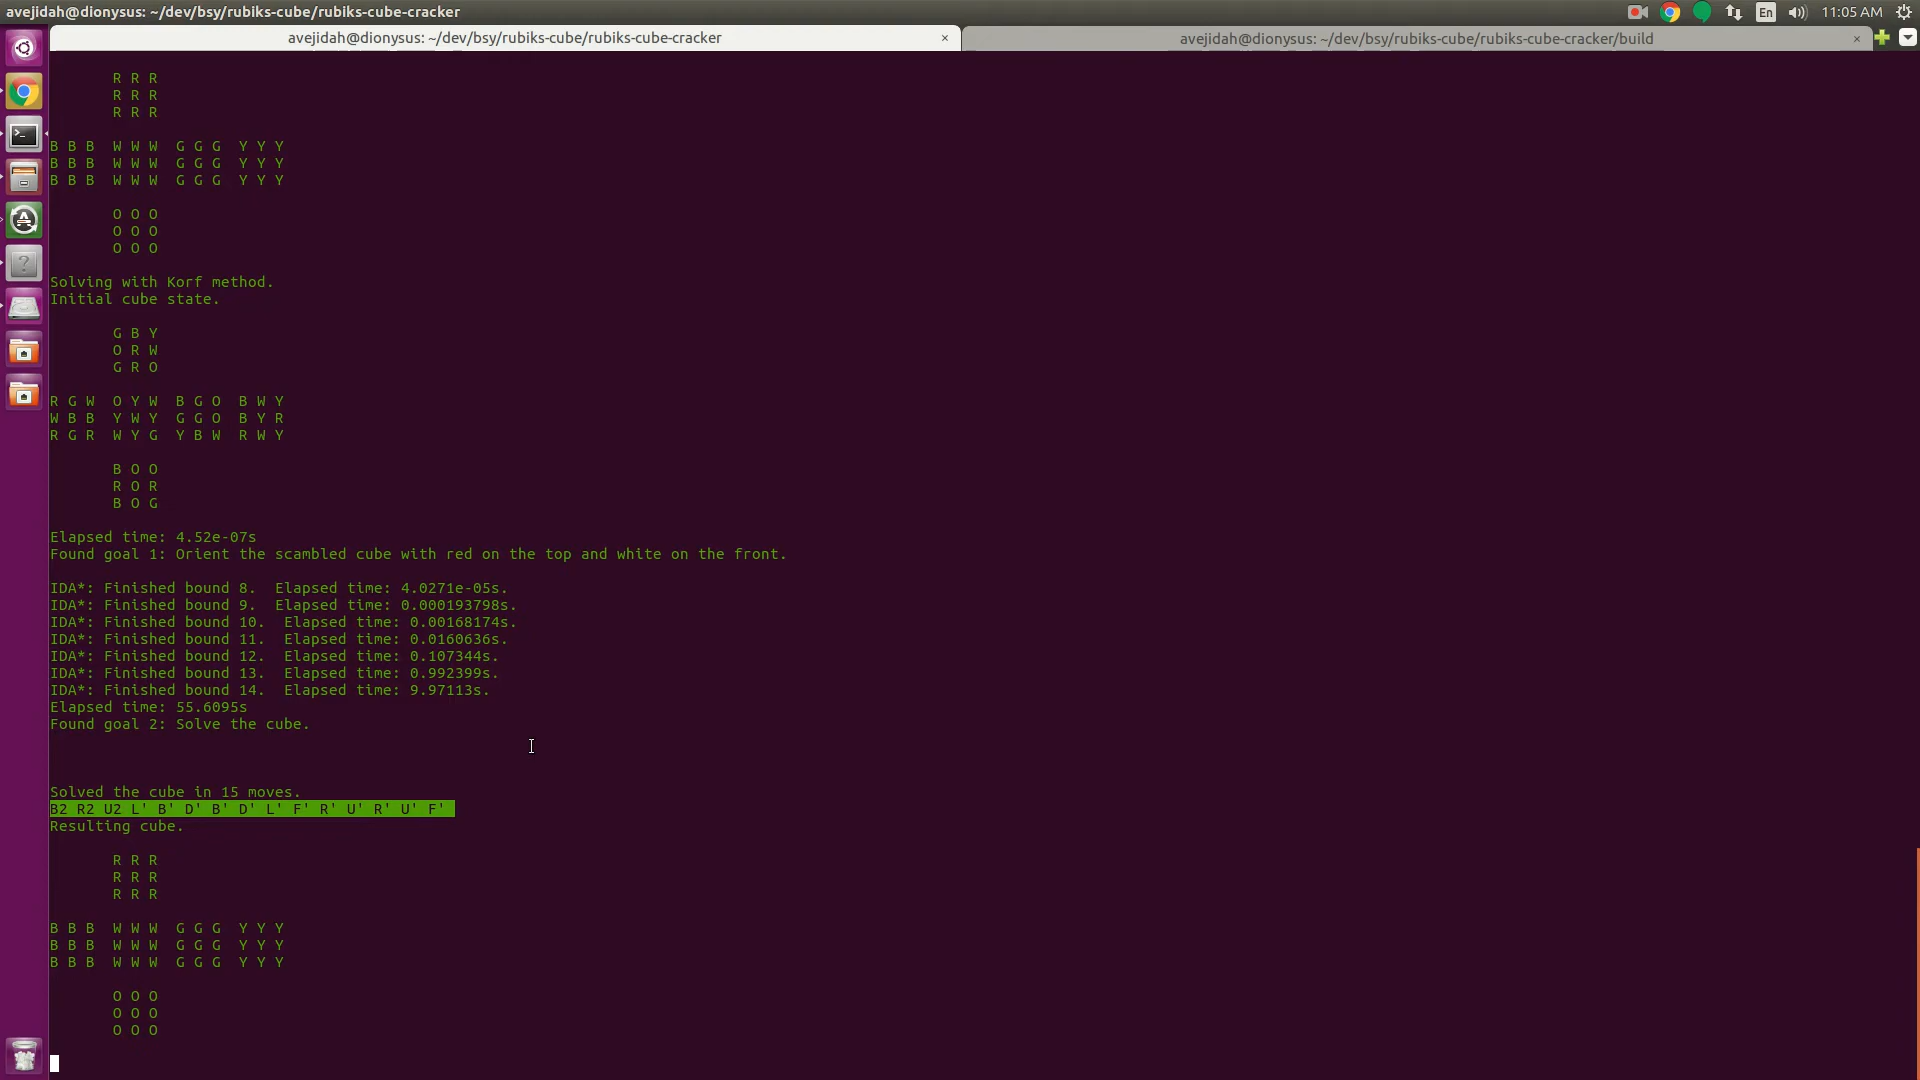 avejidah@dionysus: ~/dev/bsy/rubiks-cube/rubiks-cube-cracker
En 11:05 AM
avejidah@dionysus: ~/dev/bsy/rubiks-cube/rubiks-cube-cracker × avejidah@dionysus: ~/dev/bsy/rubiks-cube/rubiks-cube-cracker/build ×
R R R
R R R
R R R
B B B W W W G G G Y Y Y
B B B W W W G G G Y Y Y
B B B W W W G G G Y Y Y
O O O
O O O
O O O
Solving with Korf method.
Initial cube state.
G B Y
O R W
G R O
R G W O Y W B G O B W Y
W B B Y W Y G G O B Y R
R G R W Y G Y B W R W Y
B O O
R O R
B O G
Elapsed time: 4.52e-07s
Found goal 1: Orient the scambled cube with red on the top and white on the front.
IDA*: Finished bound 8. Elapsed time: 4.0271e-05s.
IDA*: Finished bound 9. Elapsed time: 0.000193798s.
IDA*: Finished bound 10. Elapsed time: 0.00168174s.
IDA*: Finished bound 11. Elapsed time: 0.0160636s.
IDA*: Finished bound 12. Elapsed time: 0.107344s.
IDA*: Finished bound 13. Elapsed time: 0.992399s.
IDA*: Finished bound 14. Elapsed time: 9.97113s.
Elapsed time: 55.6095s
Found goal 2: Solve the cube.
Solved the cube in 15 moves.
B2 R2 U2 L' B' D' B' D' L' F' R' U' R' U' F'
Resulting cube.
R R R
R R R
R R R
B B B W W W G G G Y Y Y
B B B W W W G G G Y Y Y
B B B W W W G G G Y Y Y
O O O
O O O
O O O